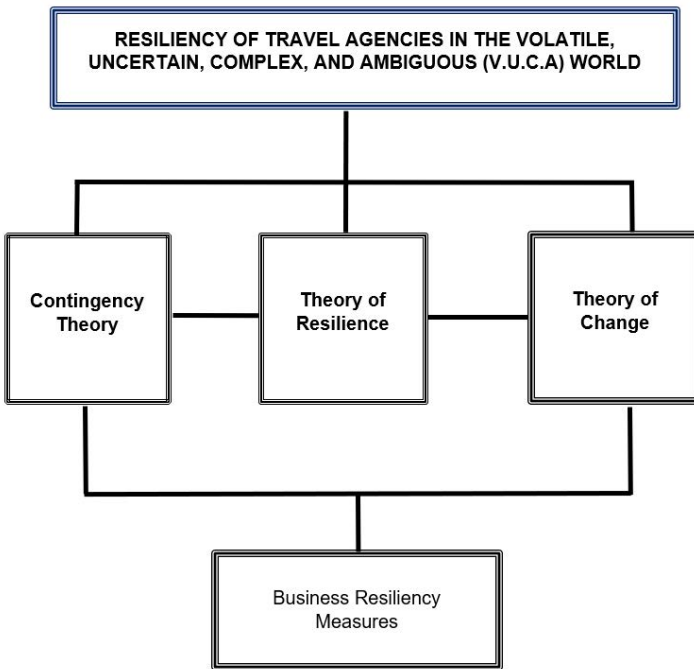 RESILIENCY OF TRAVEL AGENCIES IN THE VOLATILE,
UNCERTAIN, COMPLEX, AND AMBIGUOUS (V.U.C.A) WORLD
Contingency
Theory
Theory of
Resilience
Theory of
Change
Business Resiliency
Measures